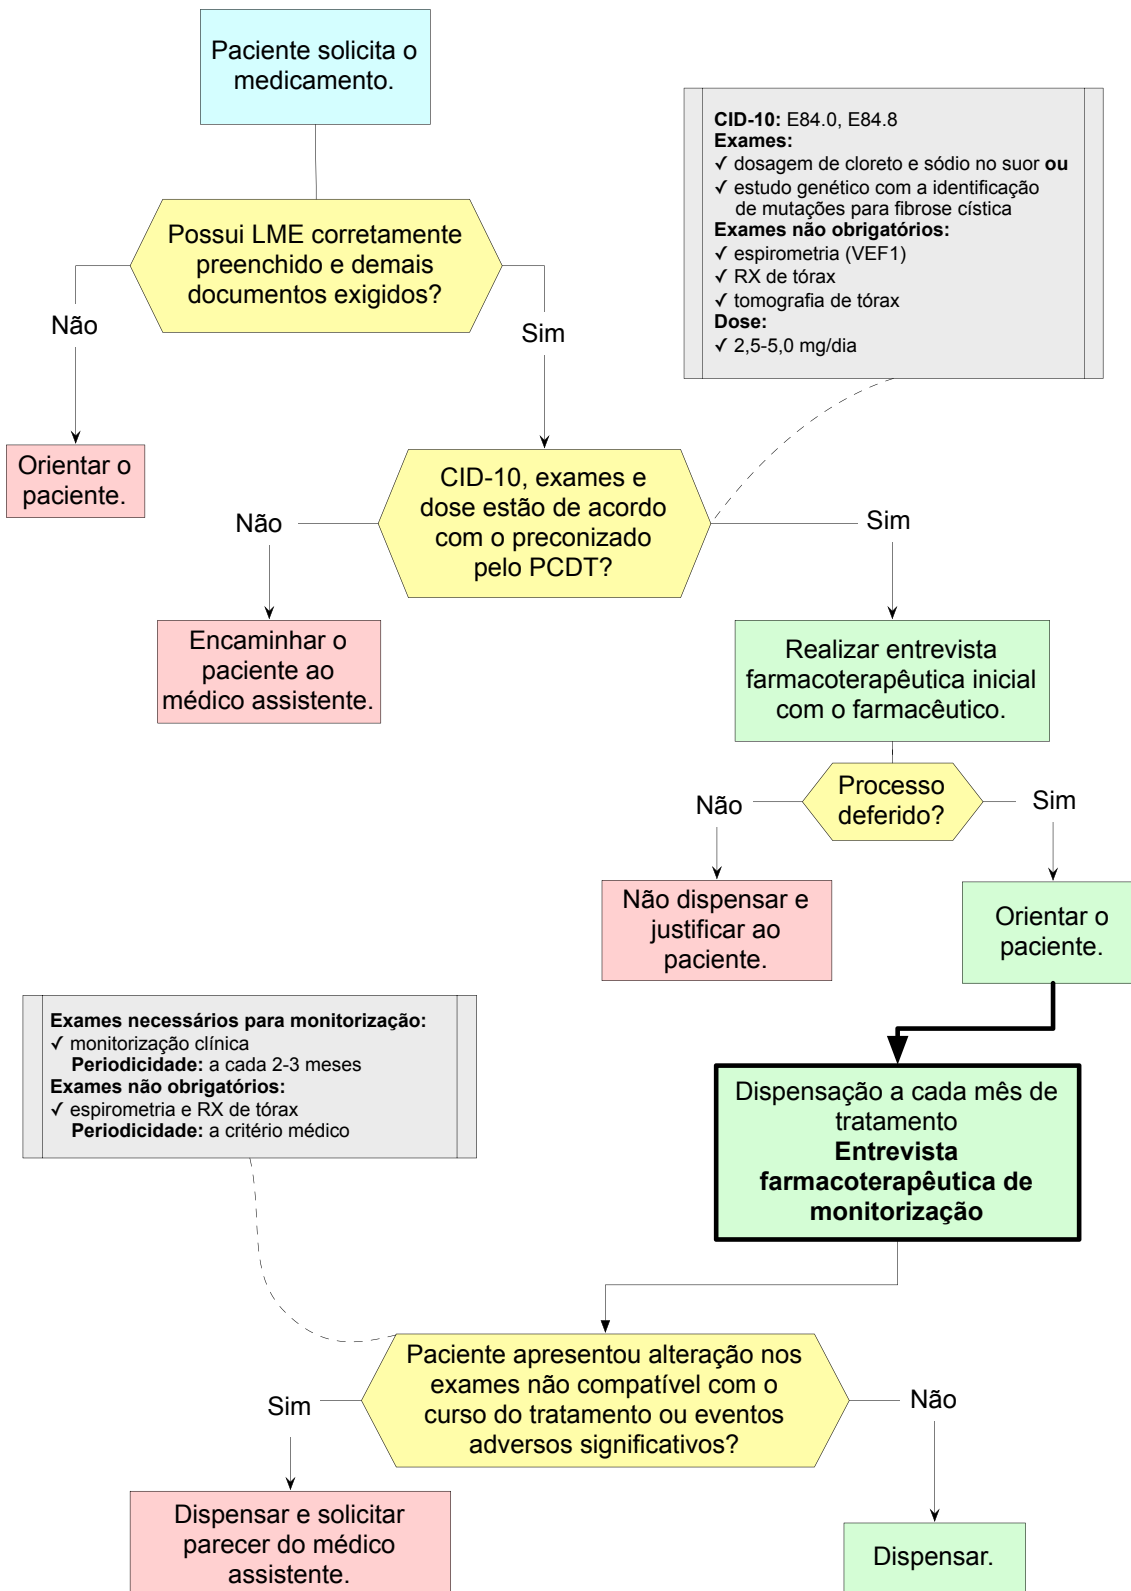 Paciente solicita o
medicamento.
CID-10: E84.0, E84.8
Exames:
✓ dosagem de cloreto e sódio no suor ou
✓ estudo genético com a identificação
de mutações para fibrose cística
Exames não obrigatórios:
✓ espirometria (VEF1)
✓ RX de tórax
✓ tomografia de tórax
Dose:
✓ 2,5-5,0 mg/dia
Possui LME corretamente
preenchido e demais
documentos exigidos?
Não
Sim
Orientar o
paciente.
CID-10, exames e
dose estão de acordo
com o preconizado
pelo PCDT?
Não
Sim
Encaminhar o
paciente ao
médico assistente.
Realizar entrevista
farmacoterapêutica inicial
com o farmacêutico.
Processo
deferido?
Não
Sim
Não dispensar e
justificar ao
paciente.
Orientar o
paciente.
Exames necessários para monitorização:
✓ monitorização clínica
Periodicidade: a cada 2-3 meses
Exames não obrigatórios:
✓ espirometria e RX de tórax
Periodicidade: a critério médico
Dispensação a cada mês de
tratamento
Entrevista
farmacoterapêutica de
monitorização
Paciente apresentou alteração nos
exames não compatível com o
curso do tratamento ou eventos
adversos significativos?
Sim
Não
Dispensar e solicitar
parecer do médico
assistente.
Dispensar.